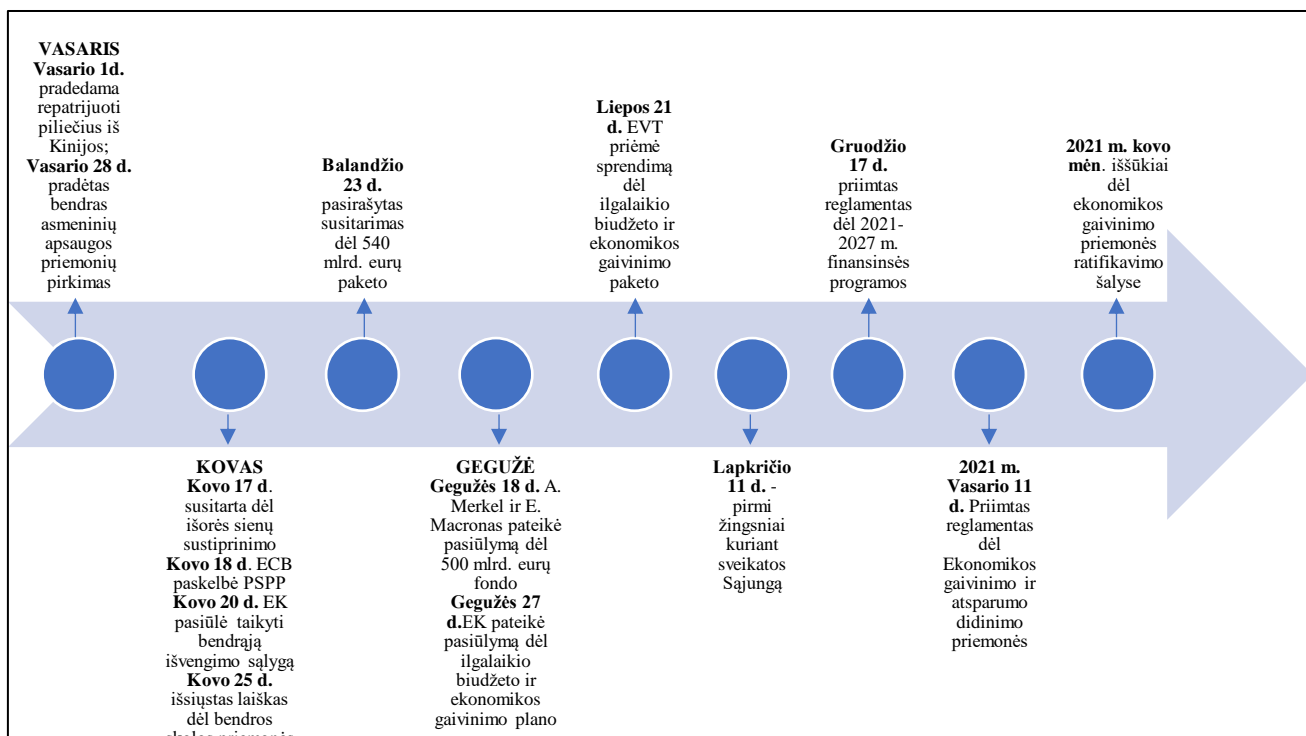 VASARIS
Vasario 1d.
pradedama
repatrijuoti
piliečius iš
Kinijos;
Vasario 28 d.
pradėtas
bendras
asmeninių
apsaugos
priemonių
pirkimas
KOVAS
Kovo 17 d.
susitarta dėl
išorės sienų
sustiprinimo
Kovo 18 d. ECB
paskelbė PSPP
Kovo 20 d. EK
pasiūlė taikyti
bendrąją
išvengimo sąlygą
Kovo 25 d.
išsiųstas laiškas
dėl bendros
Balandžio
23 d.
pasirašytas
susitarimas
dėl 540
mlrd. eurų
paketo
GEGUŽĖ
Gegužės 18 d. A.
Merkel ir E.
Macronas pateikė
pasiūlymą dėl
500 mlrd. eurų
fondo
Gegužės 27
d.EK pateikė
pasiūlymą dėl
ilgalaikio
biudžeto ir
ekonomikos
gaivinimo plano
Liepos 21
d. EVT
priėmė
sprendimą
dėl
ilgalaikio
biudžeto ir
ekonomikos
gaivinimo
paketo
Lapkričio
11 d. -
pirmi
žingsniai
kuriant
sveikatos
Sąjungą
Gruodžio
17 d.
priimtas
reglamentas
dėl 2021-
2027 m.
finansinsės
programos
2021 m.
Vasario 11
d. Priimtas
reglamentas
dėl
Ekonomikos
gaivinimo ir
atsparumo
didinimo
priemonės
2021 m. kovo
mėn. iššūkiai
dėl
ekonomikos
gaivinimo
priemonės
ratifikavimo
šalyse